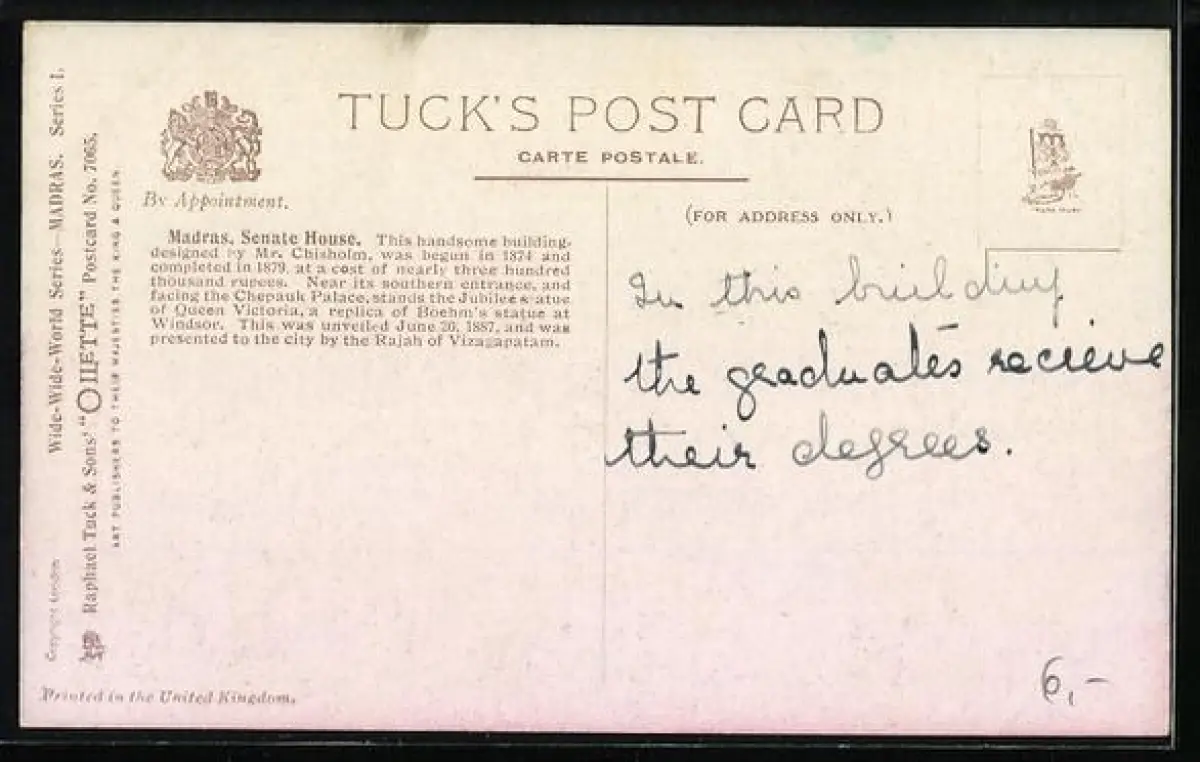 TUCK'S POST CARD
CARTE POSTALE.
By Appointment.
(FOR ADDRESS ONLY.)
Madras, Senate House. This handsome building,
designed by Mr. Chisholm, was begun in 1874 and
completed in 1879, at a cost of nearly three hundred
thousand rupees. Near its southern entrance, and
facing the Chepauk Palace, stands the Jubilee statue
of Queen Victoria, a replica of Boehm's statue at
Windsor. This was unveiled June 20, 1887, and was
presented to the city by the Rajah of Vizagapatam.
In this building
the graduates recieve
their degrees.
6,-
Wide-Wide-World Series—MADRAS. Series I,
Raphael Tuck & Sons' "OILETTE" Postcard No. 7065.
ART PUBLISHERS TO THEIR MAJESTIES THE KING & QUEEN.
Copyright London
Printed in the United Kingdom.